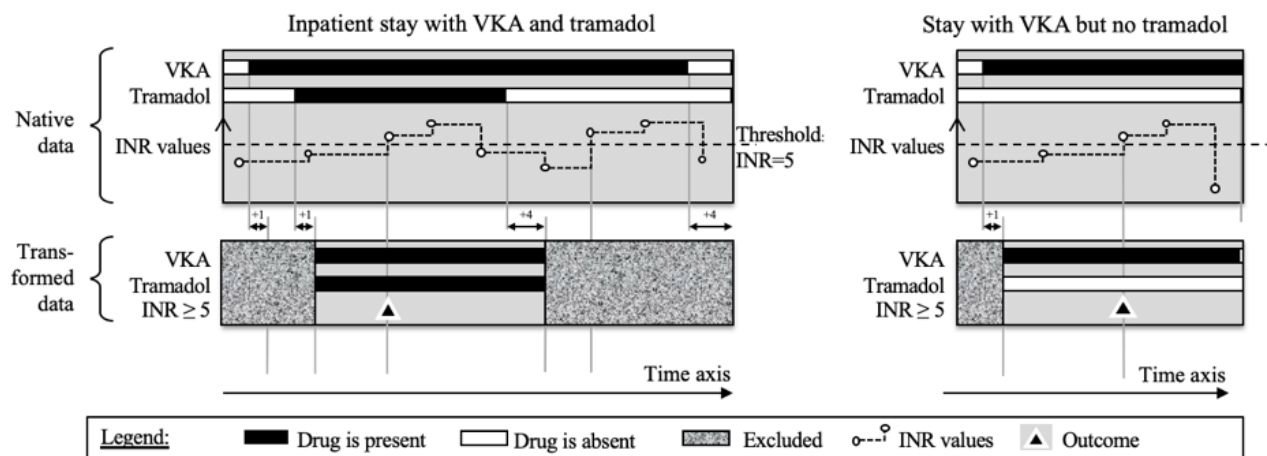 Inpatient stay with VKA and tramadol
Stay with VKA but no tramadol
Native
data
VKA
Tramadol
INR values
Threshold:
INR=5
VKA
Tramadol
INR values
+1
+1
+4
+4
+1
Trans-
formed
data
VKA
Tramadol
INR ≥ 5
VKA
Tramadol
INR ≥ 5
Time axis
Time axis
Legend:
Drug is present
Drug is absent
Excluded
INR values
Outcome